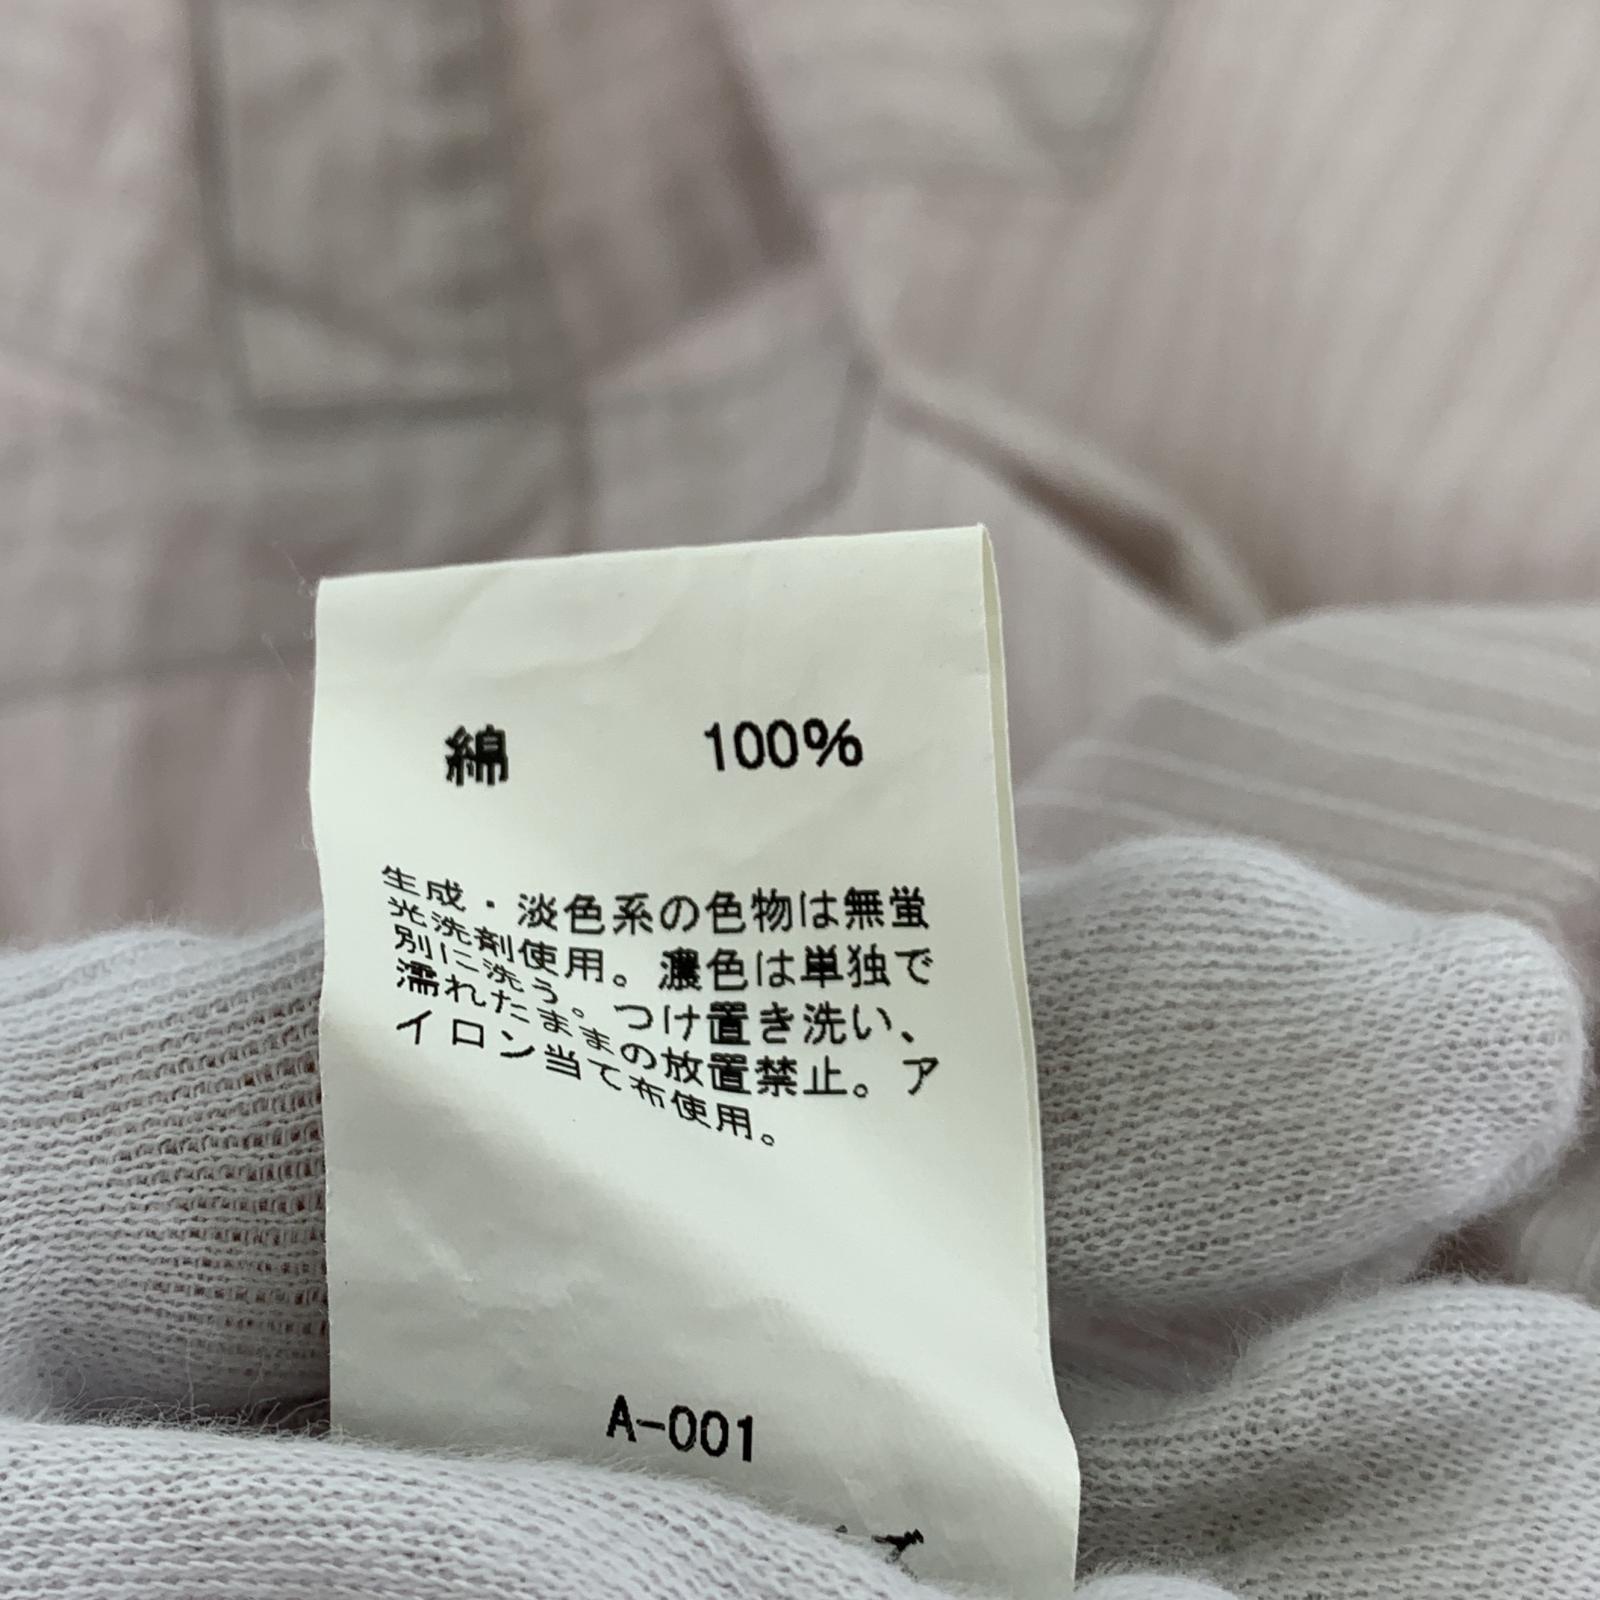 綿 100%
生成・淡色系の色物は無蛍
光洗剤使用。濃色は単独で
別に洗う。つけ置き洗い、
濡れたままの放置禁止。ア
イロン当て布使用。
A-001